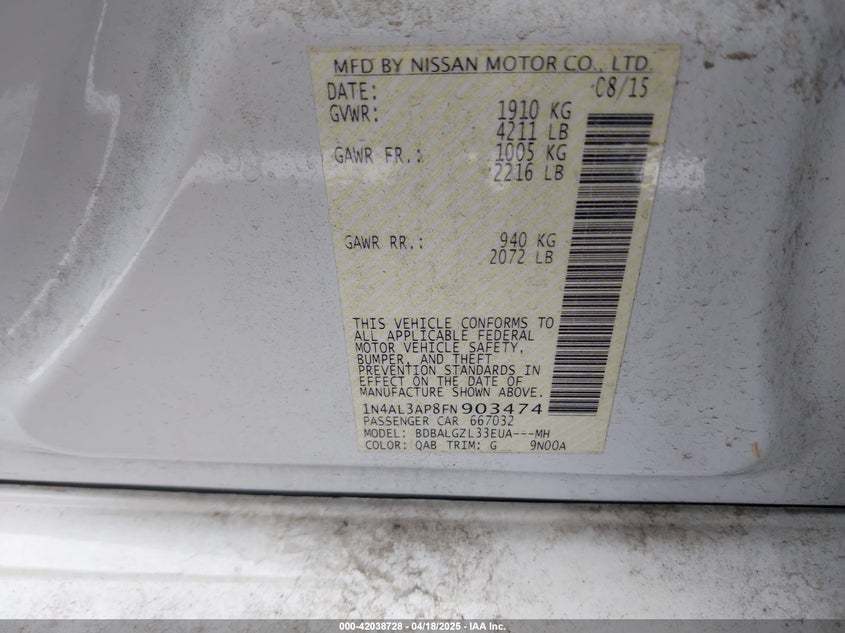 MFD BY NISSAN MOTOR CO., LTD.
DATE: 08/15
GVWR: 1910 KG
4211 LB
GAWR FR.: 1005 KG
2216 LB
GAWR RR.: 940 KG
2072 LB
THIS VEHICLE CONFORMS TO
ALL APPLICABLE FEDERAL
MOTOR VEHICLE SAFETY,
BUMPER, AND THEFT
PREVENTION STANDARDS IN
EFFECT ON THE DATE OF
MANUFACTURE SHOWN ABOVE.
1N4AL3AP8FN903474
PASSENGER CAR 667032
MODEL: BDBALGZL33EUA---MH
COLOR: QAB TRIM: G 9N00A
000-42038728 - 04/18/2025 - IAA Inc.